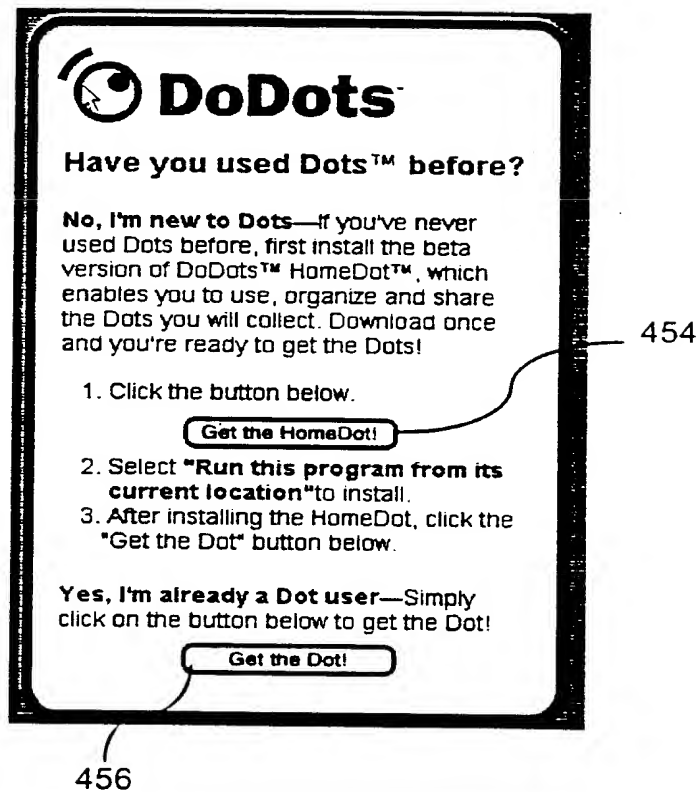 DoDots
Have you used Dots™ before?
No, I'm new to Dots—If you've never
used Dots before, first install the beta
version of DoDots™ HomeDot™, which
enables you to use, organize and share
the Dots you will collect. Download once
and you're ready to get the Dots!
1. Click the button below.
Get the HomeDot!
454
2. Select "Run this program from its
current location"to install.
3. After installing the HomeDot, click the
"Get the Dot" button below.
Yes, I'm already a Dot user—Simply
click on the button below to get the Dot!
Get the Dot!
456